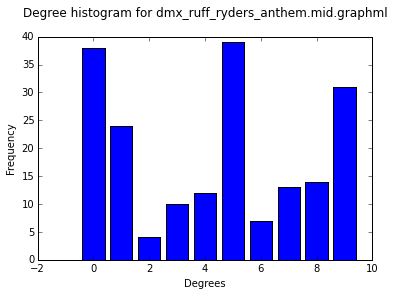 Degree histogram for dmx_ruff_ryders_anthem.mid.graphml
40
35
30
25
20
15
10
5
0
Frequency
−2 0 2 4 6 8 10
Degrees